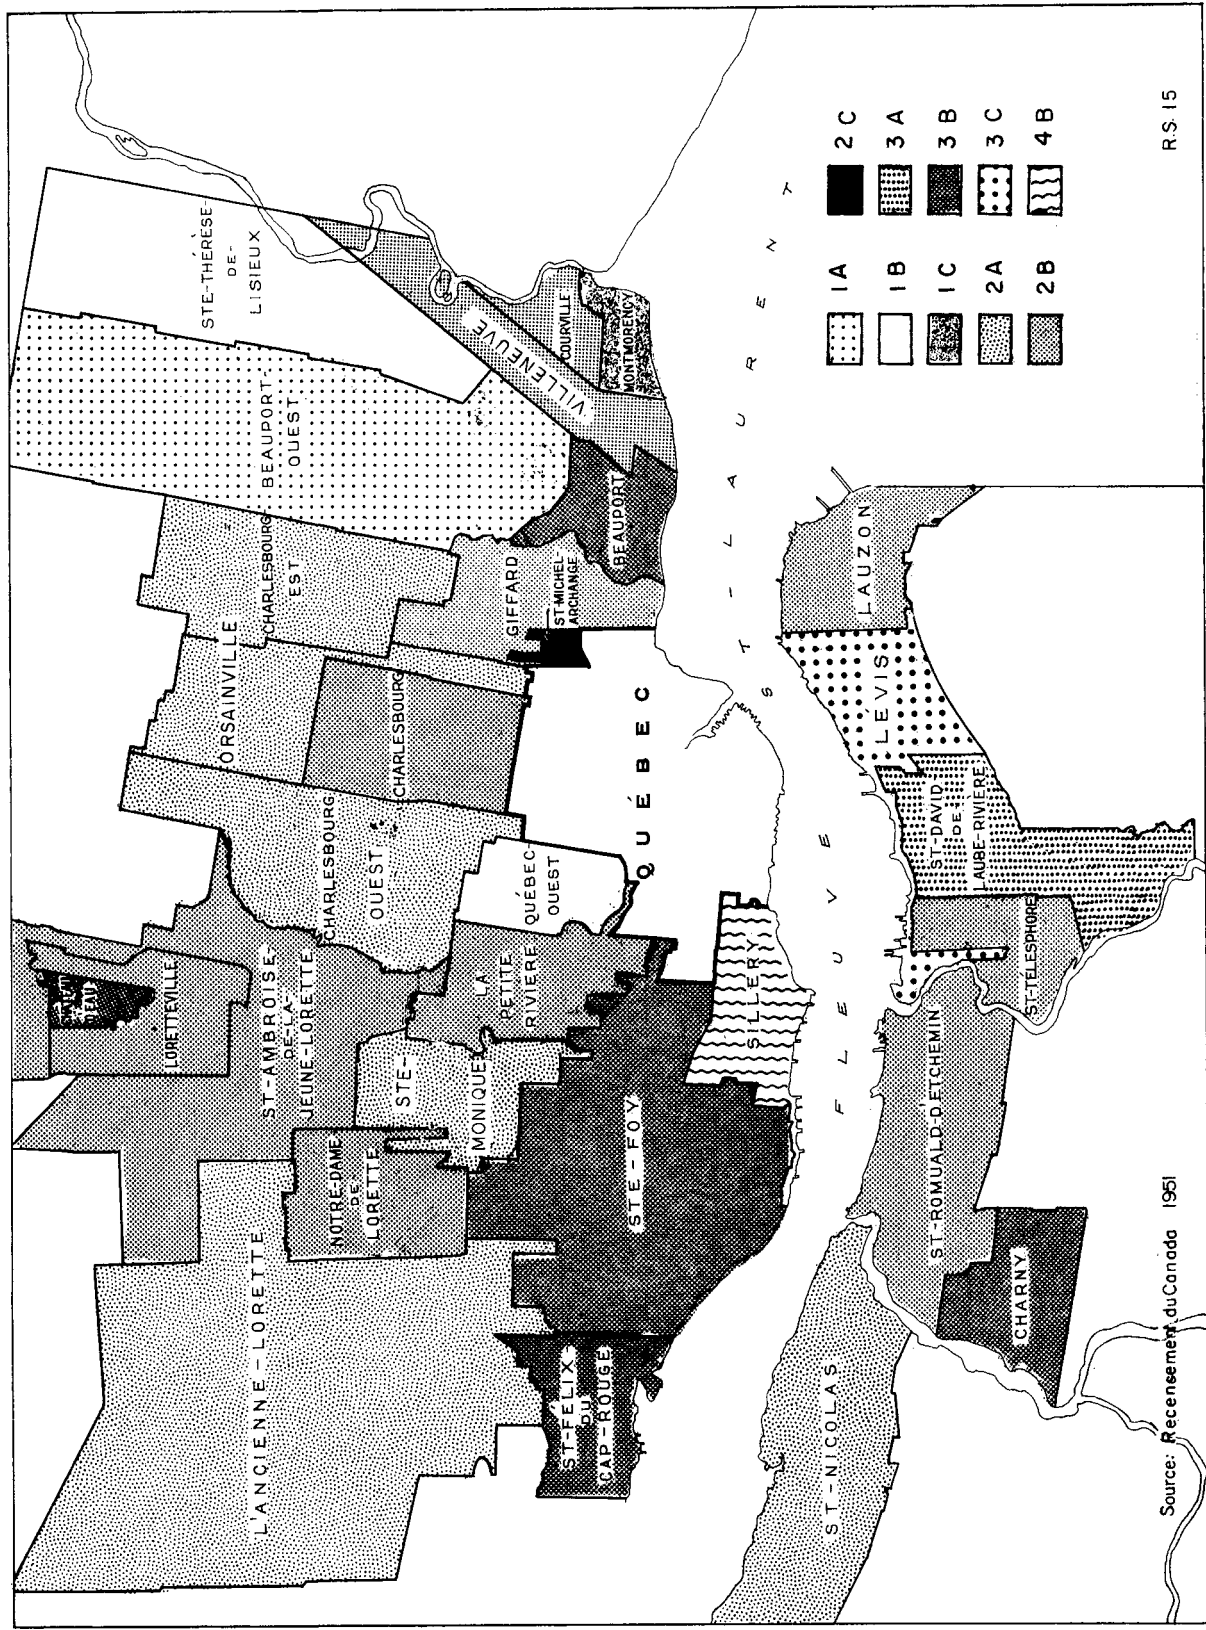 STE-THÉRÈSE-
DE-
LISIEUX
BEAUPORT-
OUEST
VILLENEUVE
COURVILLE
MONTMORENCY
CHARLESBOURG
EST
GIFFARD
ST-MICHEL-
ARCHANGE
BEAUPORT
ORSAINVILLE
CHARLESBOURG
CHARLESBOURG
OUEST
QUÉBEC-
OUEST
QUÉBEC
LORETTEVILLE
D'EAU
ST-AMBROISE-
DE-LA-
JEUNE-LORETTE
LA
PETITE
RIVIÈRE
STE-
MONIQUE
NOTRE-DAME
DE
LORETTE
L'ANCIENNE-LORETTE
STE-FOY
SILLERY
ST-FELIX
DU
CAP-ROUGE
FLEUVE ST-LAURENT
LAUZON
LÉVIS
ST-DAVID
DE
L'AUBE-RIVIÈRE
ST-TELESPHORE
ST-ROMUALD D'ETCHEMIN
CHARNY
ST-NICOLAS
1A
1B
1C
2A
2B
2C
3A
3B
3C
4B
Source: Recensement du Canada 1951
R.S. 15